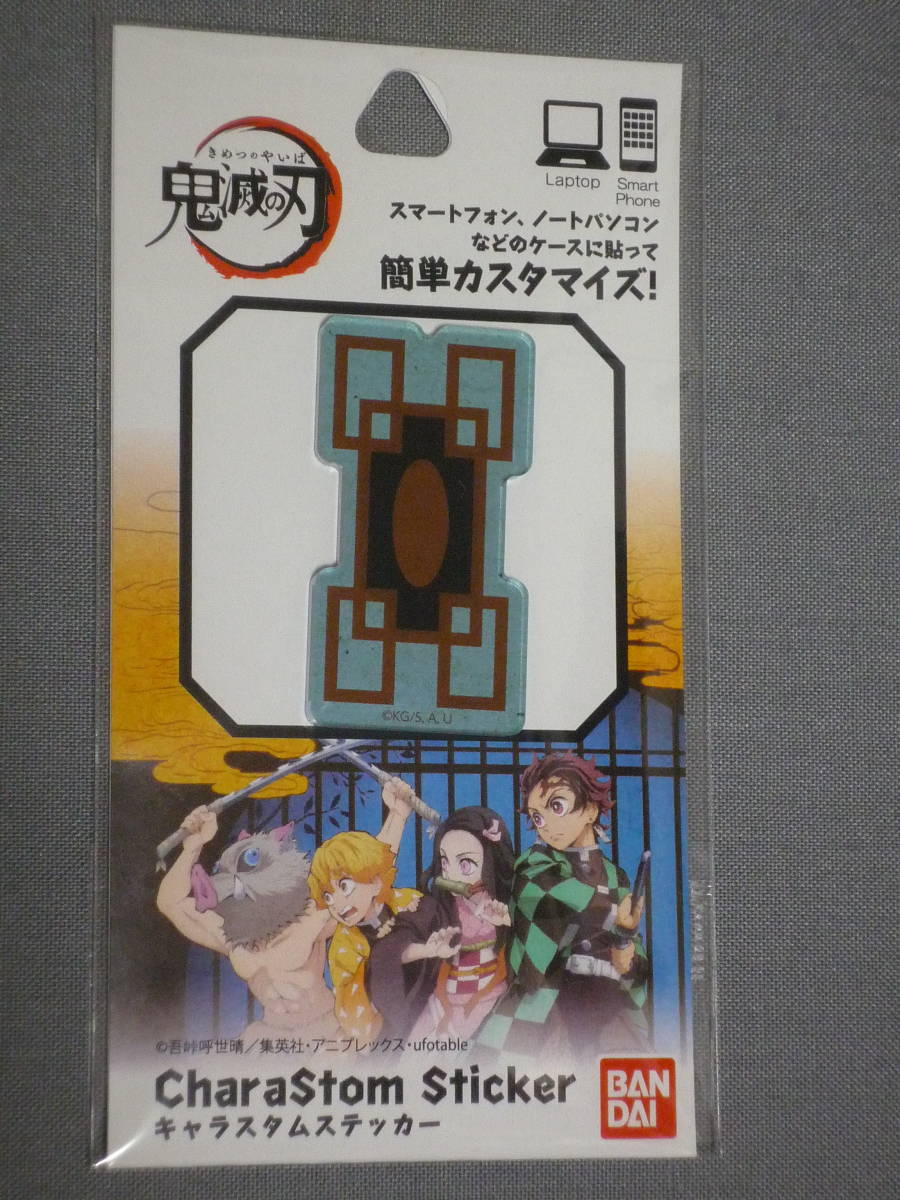 きめつのやいば
鬼滅の刃
Laptop
Smart
Phone
スマートフォン、ノートパソコン
などのケースに貼って
簡単カスタマイズ!
©KG/S, A, U
©吾峠呼世晴／集英社・アニプレックス・ufotable
CharaStom Sticker
キャラスタムステッカー
BAN
DAI